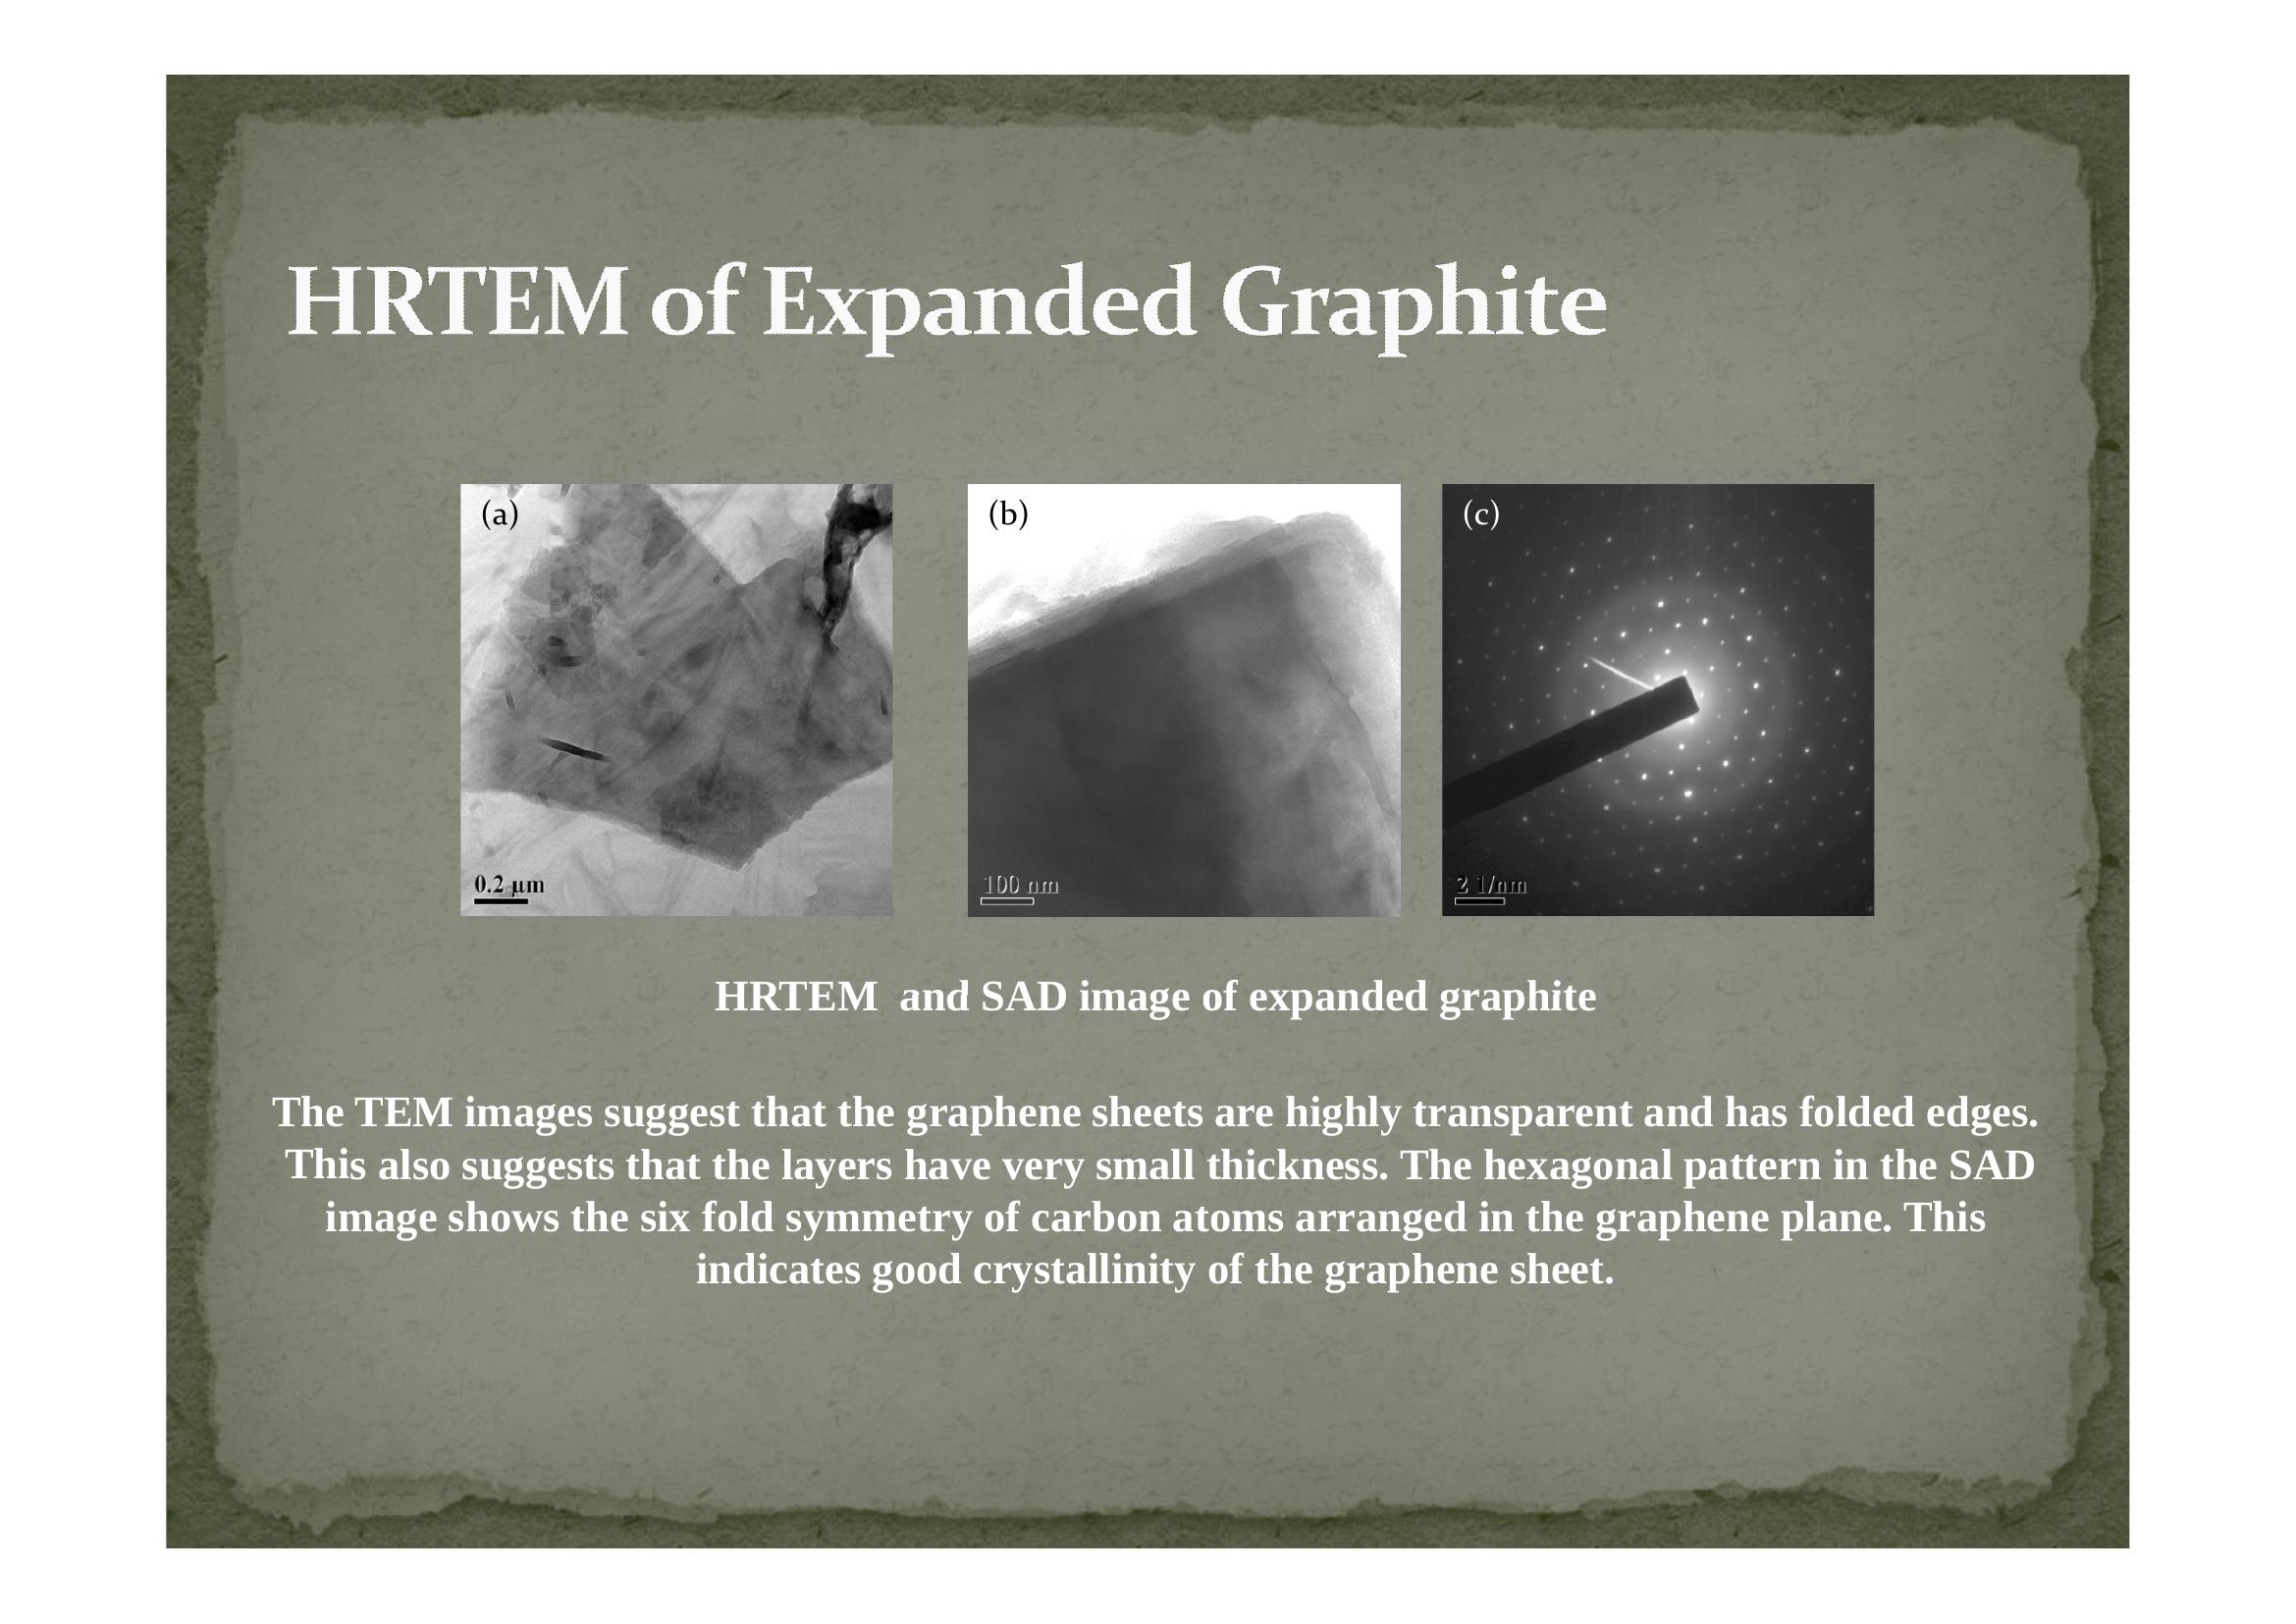 HRTEM of Expanded Graphite
(a)
(b)
(c)
0.2 μm
100 nm
2 1/nm
HRTEM and SAD image of expanded graphite
The TEM images suggest that the graphene sheets are highly transparent and has folded edges.
This also suggests that the layers have very small thickness. The hexagonal pattern in the SAD
image shows the six fold symmetry of carbon atoms arranged in the graphene plane. This
indicates good crystallinity of the graphene sheet.